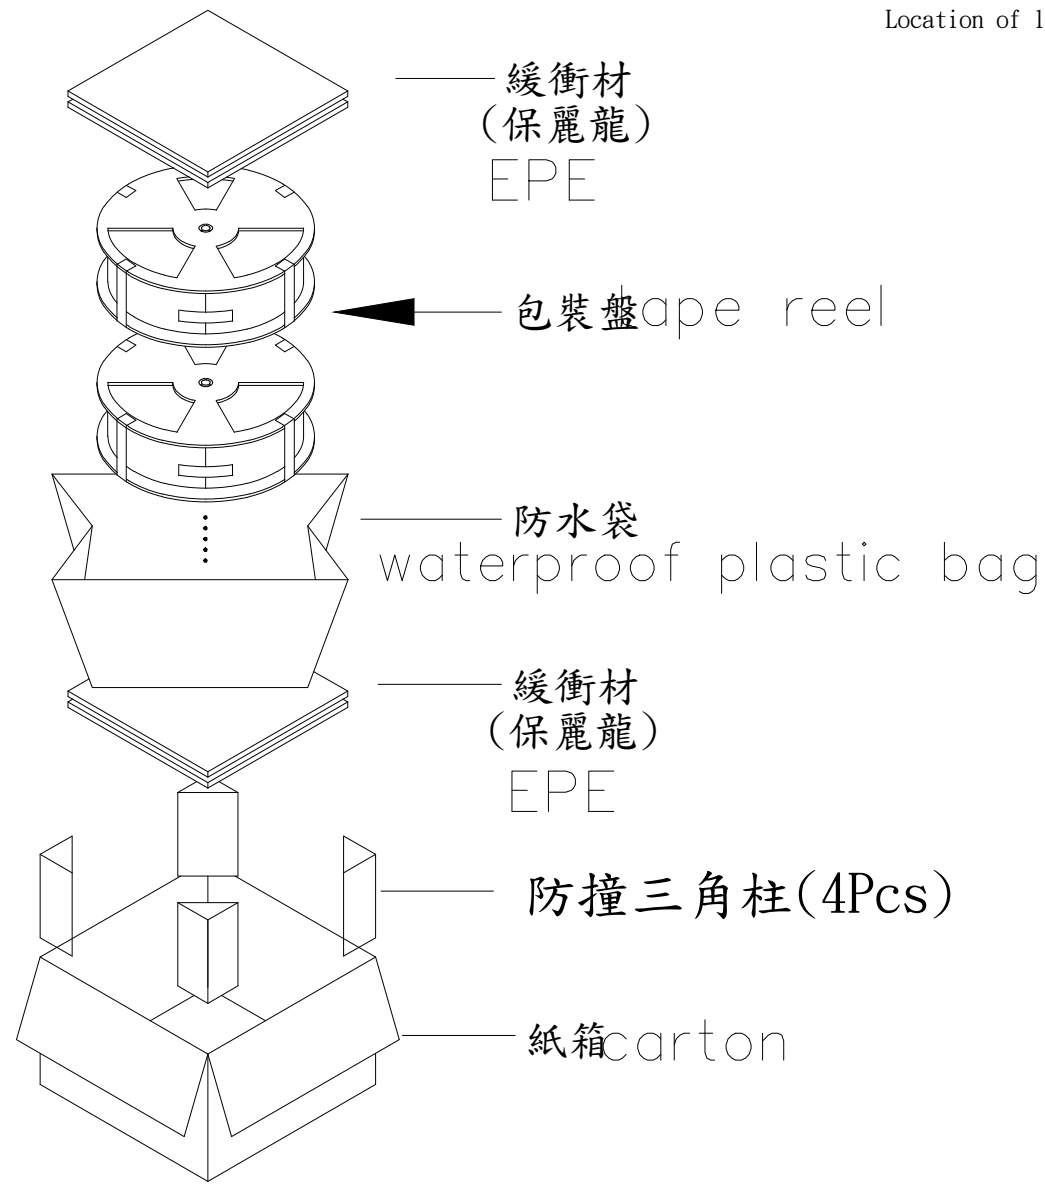 Location of l
緩衝材
(保麗龍)
EPE
包裝盤tape reel
防水袋
waterproof plastic bag
緩衝材
(保麗龍)
EPE
防撞三角柱(4Pcs)
紙箱carton